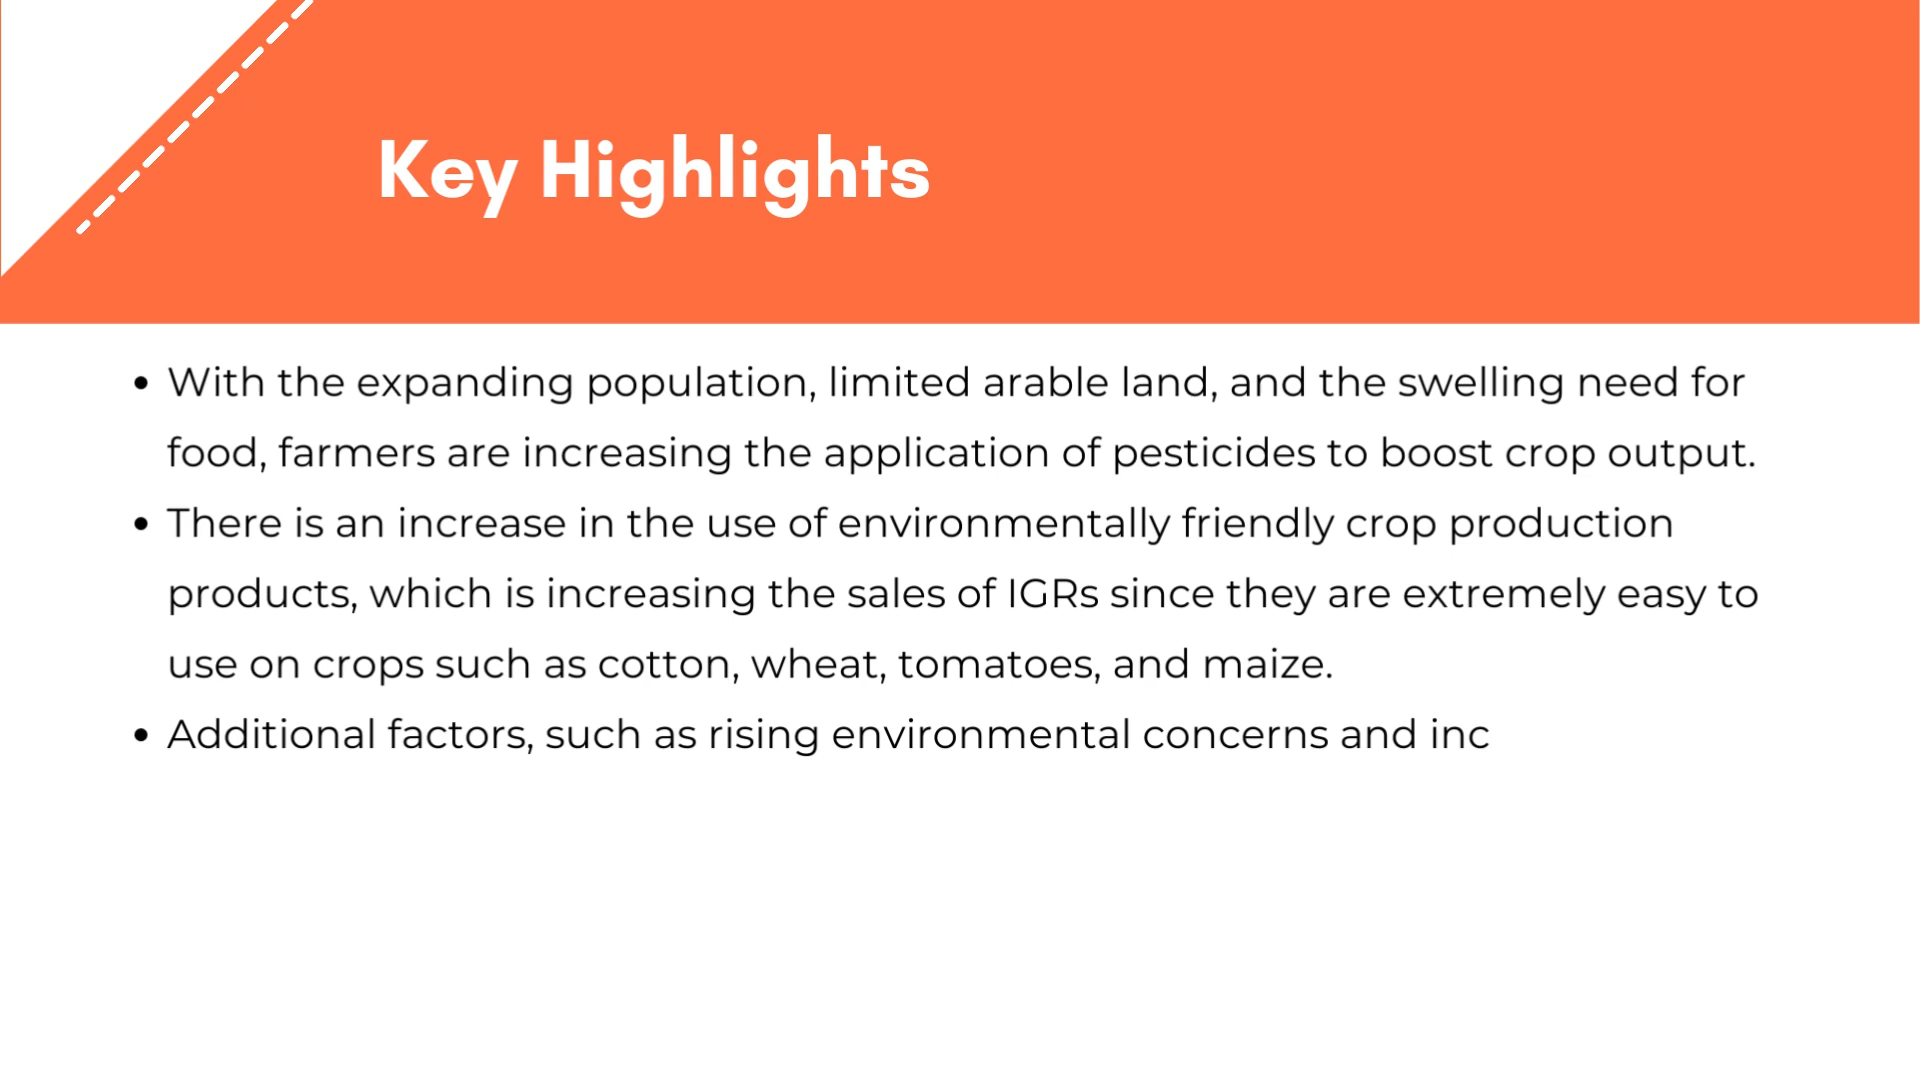 Key Highlights
• With the expanding population, limited arable land, and the swelling need for
food, farmers are increasing the application of pesticides to boost crop output.
• There is an increase in the use of environmentally friendly crop production
products, which is increasing the sales of IGRs since they are extremely easy to
use on crops such as cotton, wheat, tomatoes, and maize.
• Additional factors, such as rising environmental concerns and inc